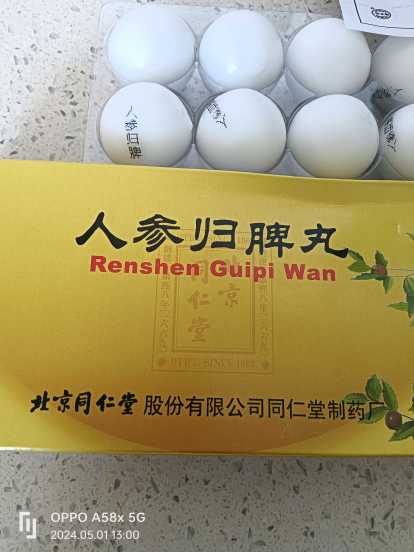 人参归脾
人参归脾丸
Renshen Guipi Wan
北京
同仁堂
北京同仁堂 股份有限公司同仁堂制药厂
OPPO A58x 5G
2024.05.01 13:00